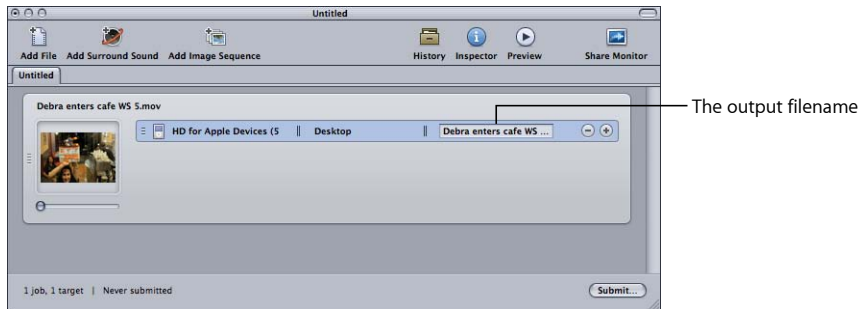 Untitled
Add File Add Surround Sound Add Image Sequence History Inspector Preview Share Monitor
Untitled
Debra enters cafe WS 5.mov
HD for Apple Devices (5 Desktop Debra enters cafe WS ...
The output filename
1 job, 1 target | Never submitted Submit...